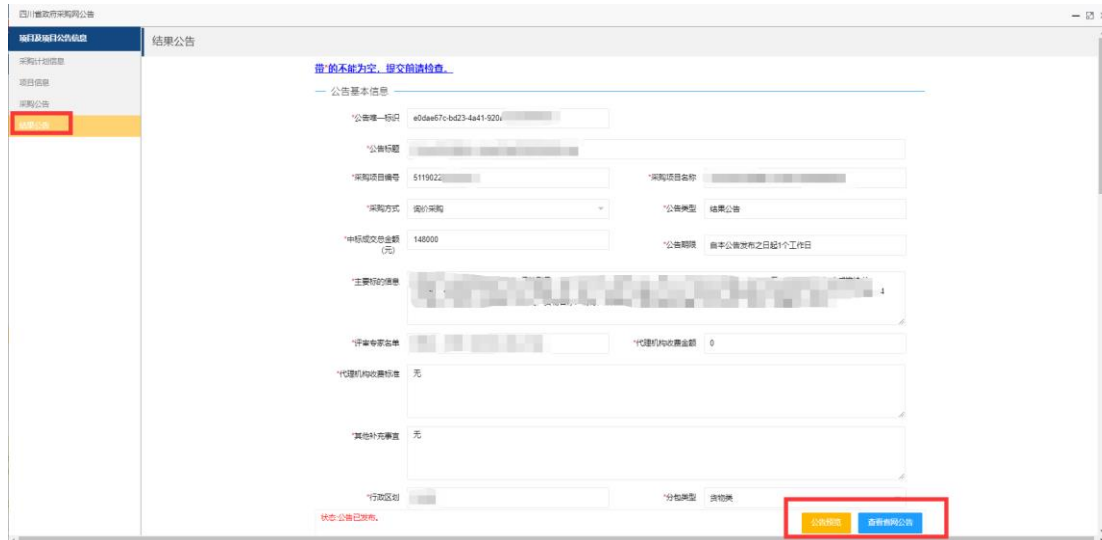 四川省政府采购网公告
项目及项目公告信息
采购计划信息
项目信息
采购公告
结果公告
结果公告
带*的不能为空，提交前请检查。
公告基本信息
*公告唯一标识 e0dae67c-bd23-4a41-920
*公告标题
*采购项目编号 5119022
*采购项目名称
*采购方式 询价采购
*公告类型 结果公告
*中标成交总金额(元) 148000
*公告期限 自本公告发布之日起1个工作日
*主要标的信息
*评审专家名单
*代理机构收费金额 0
*代理机构收费标准 无
*其他补充事宜 无
*行政区划
*分包类型 货物类
状态:公告已发布。
公告预览
查看省网公告